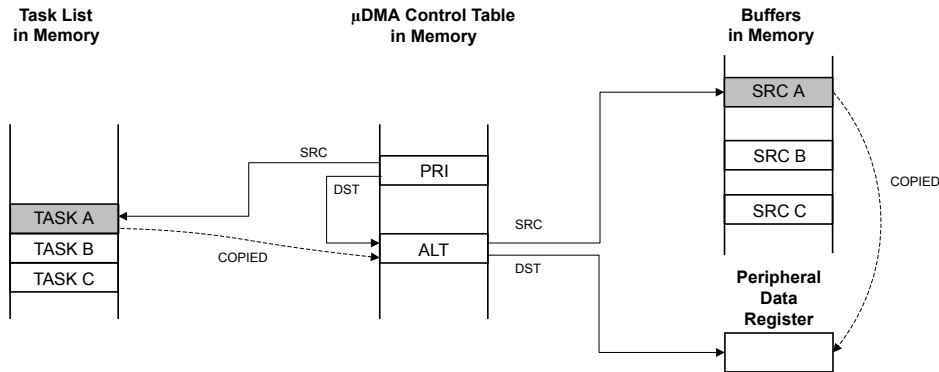 Task List
in Memory
µDMA Control Table
in Memory
Buffers
in Memory
SRC A
SRC B
SRC C
COPIED
SRC
PRI
DST
TASK A
TASK B
TASK C
COPIED
ALT
SRC
DST
Peripheral
Data
Register